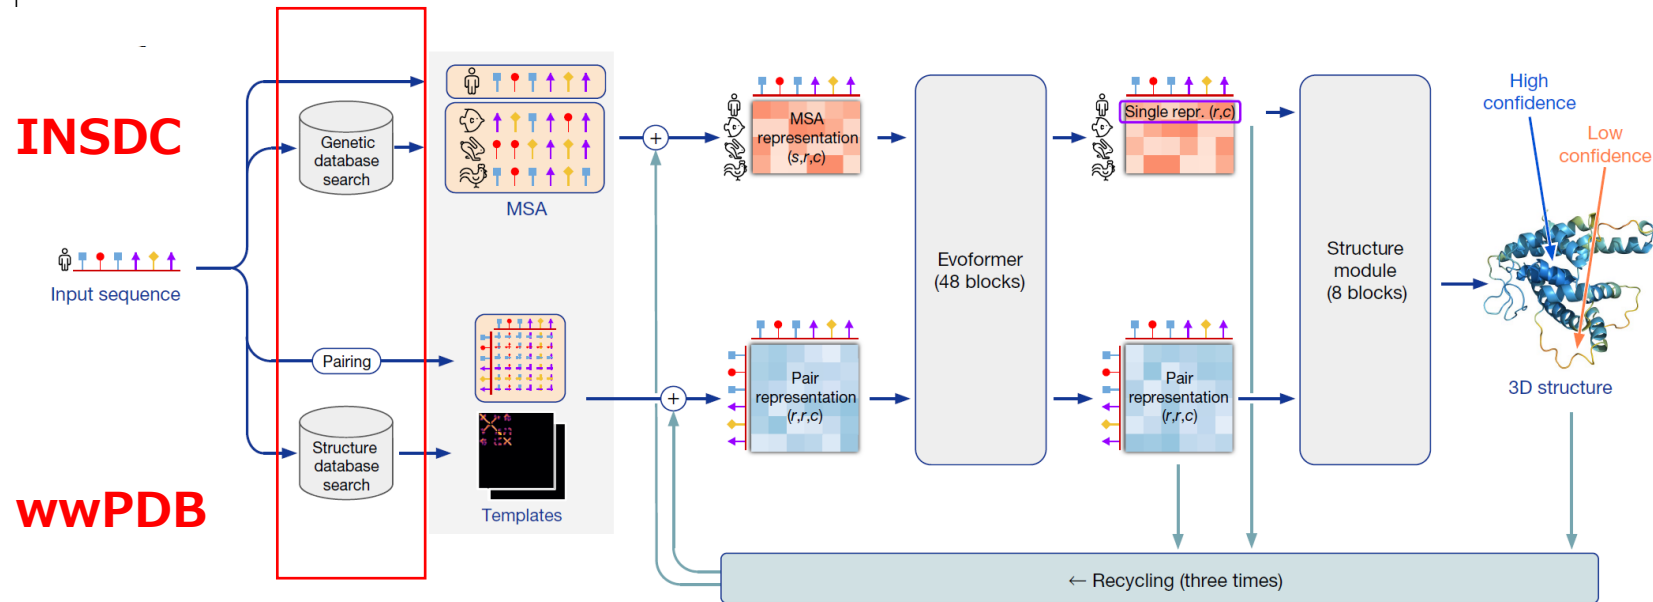 INSDC
wwPDB
Input sequence
Genetic
database
search
Pairing
Structure
database
search
MSA
Templates
+
+
MSA
representation
(s,r,c)
Pair
representation
(r,r,c)
Evoformer
(48 blocks)
Single repr. (r,c)
Pair
representation
(r,r,c)
Structure
module
(8 blocks)
High
confidence
Low
confidence
3D structure
← Recycling (three times)